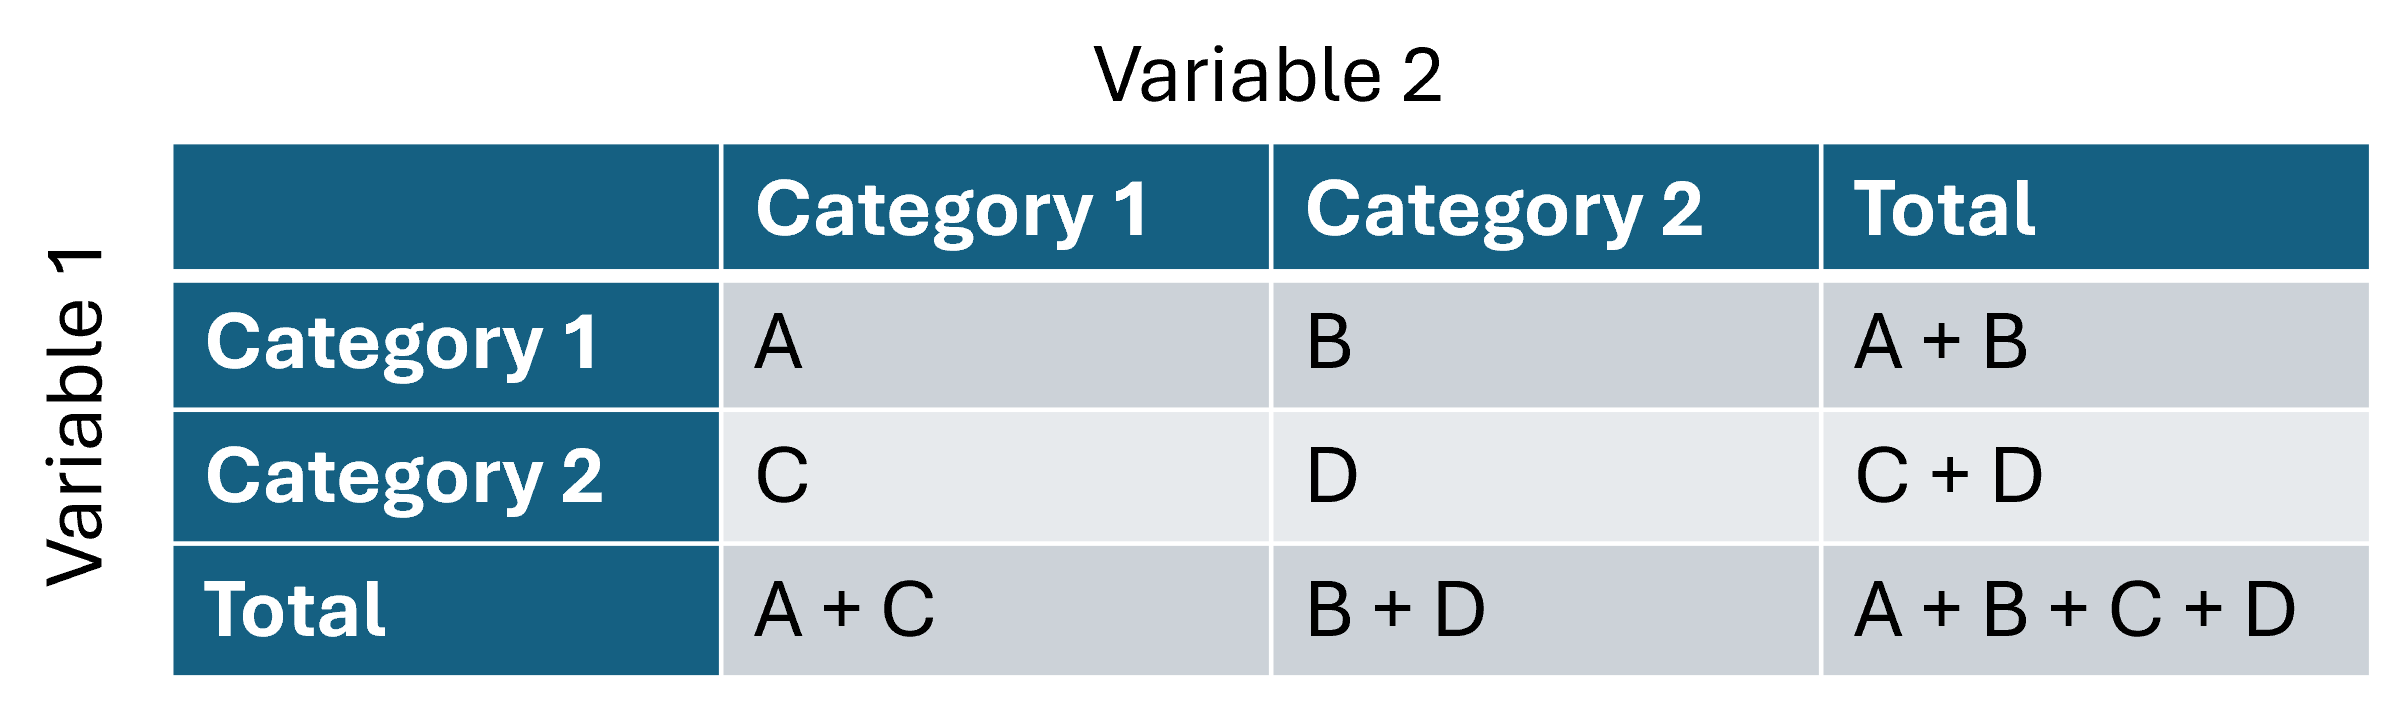 Variable 2
Variable 1
Category 1 Category 2 Total
Category 1 A B A + B
Category 2 C D C + D
Total A + C B + D A + B + C + D